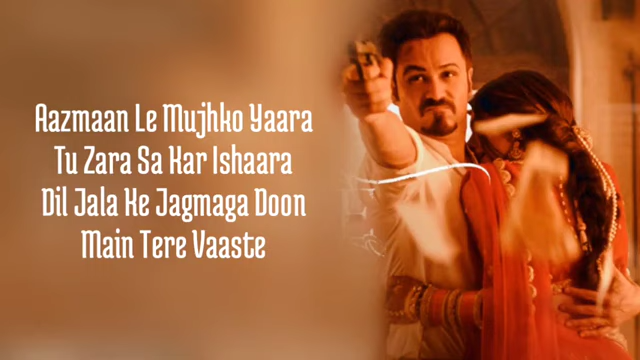 Aazmaan Le Mujhko Yaara
Tu Zara Sa Kar Ishaara
Dil Jala Ke Jagmaga Doon
Main Tere Vaaste